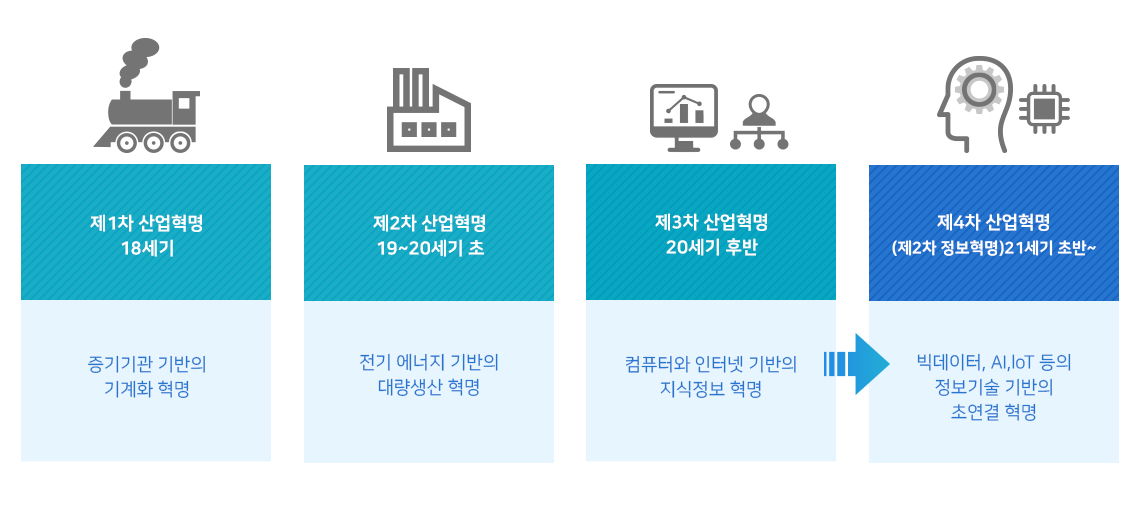 제1차 산업혁명
18세기
증기기관 기반의
기계화 혁명
제2차 산업혁명
19~20세기 초
전기 에너지 기반의
대량생산 혁명
제3차 산업혁명
20세기 후반
컴퓨터와 인터넷 기반의
지식정보 혁명
제4차 산업혁명
(제2차 정보혁명)21세기 초반~
빅데이터, AI,IoT 등의
정보기술 기반의
초연결 혁명